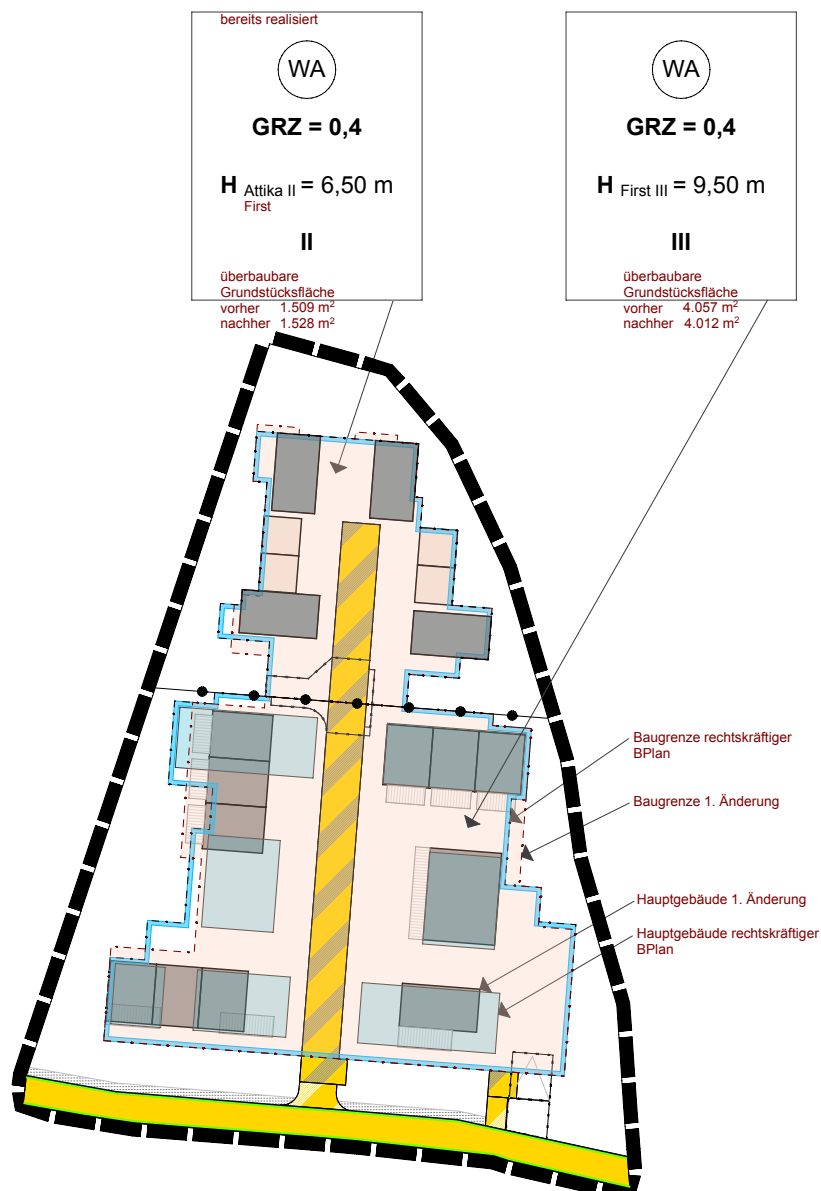 bereits realisiert
WA
GRZ = 0,4
H Attika II = 6,50 m
First
II
überbaubare
Grundstücksfläche
vorher 1.509 m²
nachher 1.528 m²
WA
GRZ = 0,4
H First III = 9,50 m
III
überbaubare
Grundstücksfläche
vorher 4.057 m²
nachher 4.012 m²
Baugrenze rechtskräftiger
BPlan
Baugrenze 1. Änderung
Hauptgebäude 1. Änderung
Hauptgebäude rechtskräftiger
BPlan